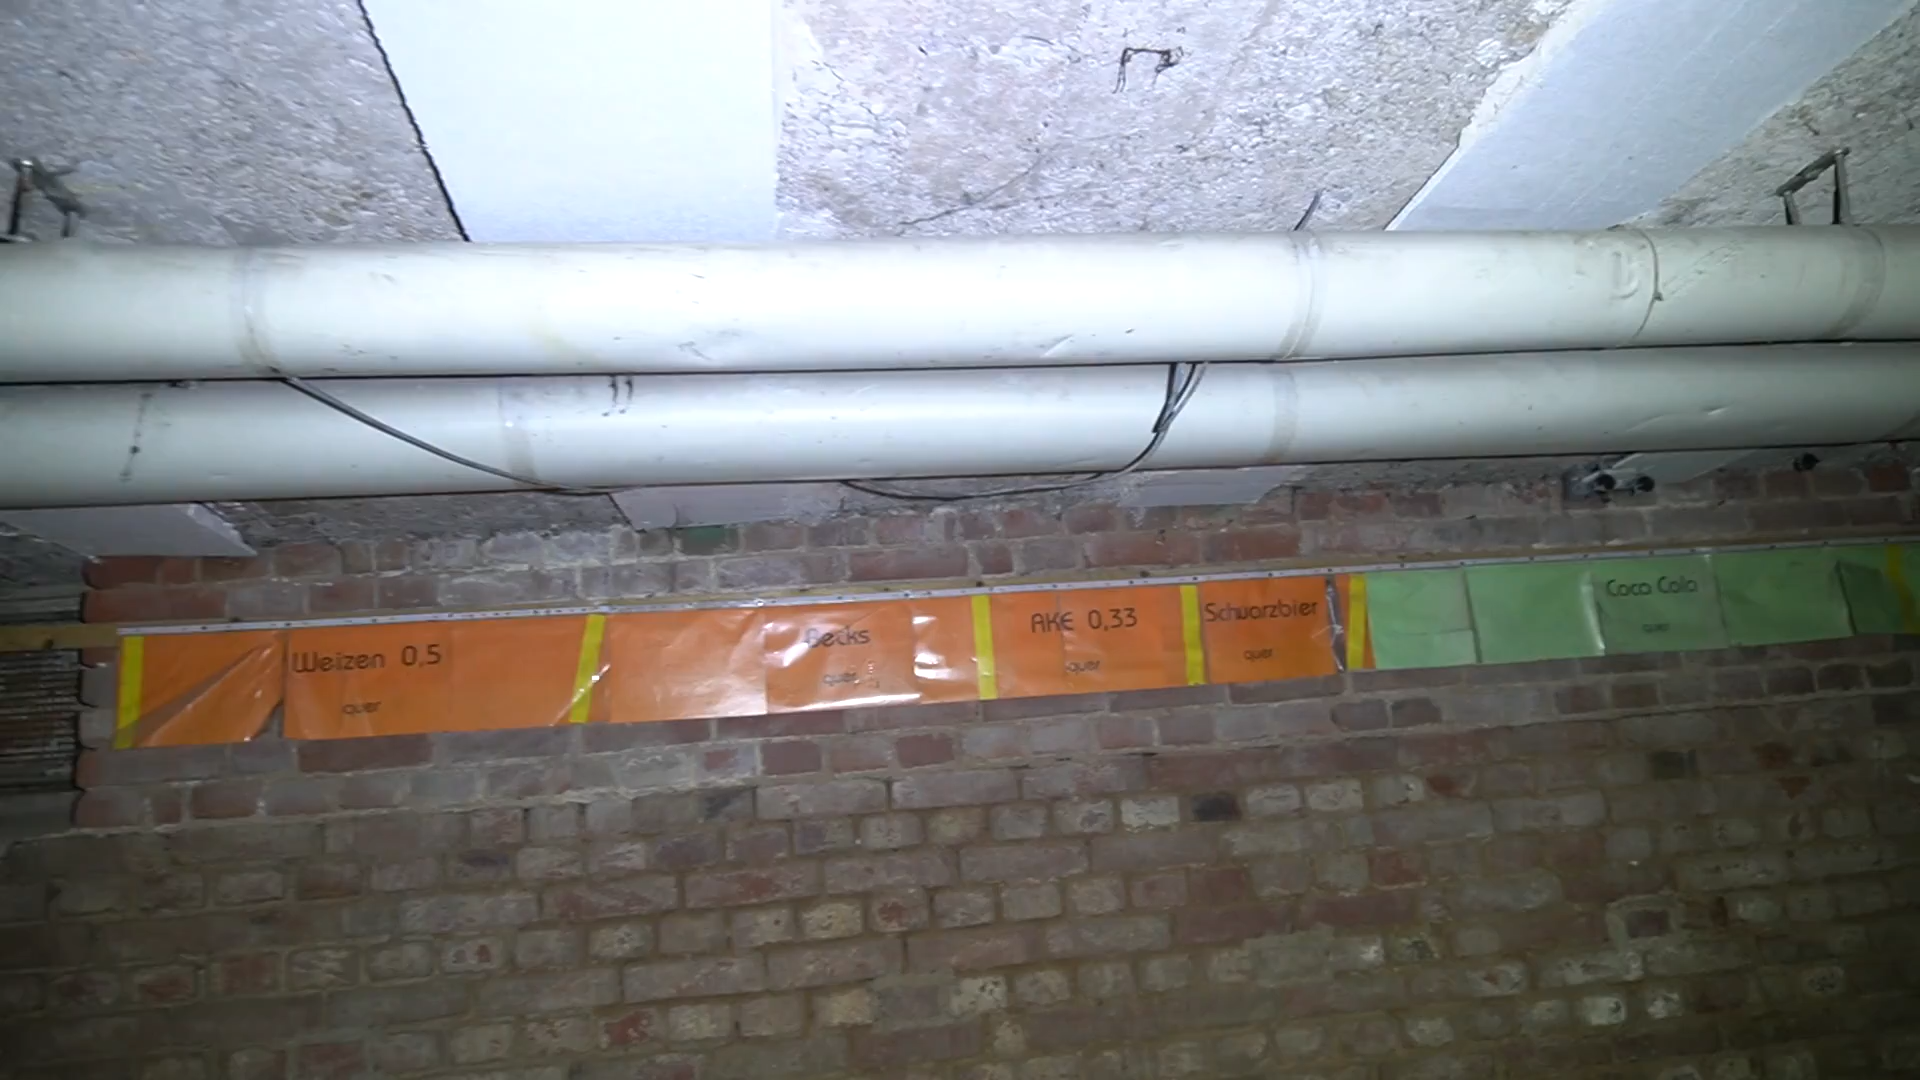 Weizen 0,5
quer
Becks
quer
AKE 0,33
quer
Schwarzbier
quer
Coca Cola
quer